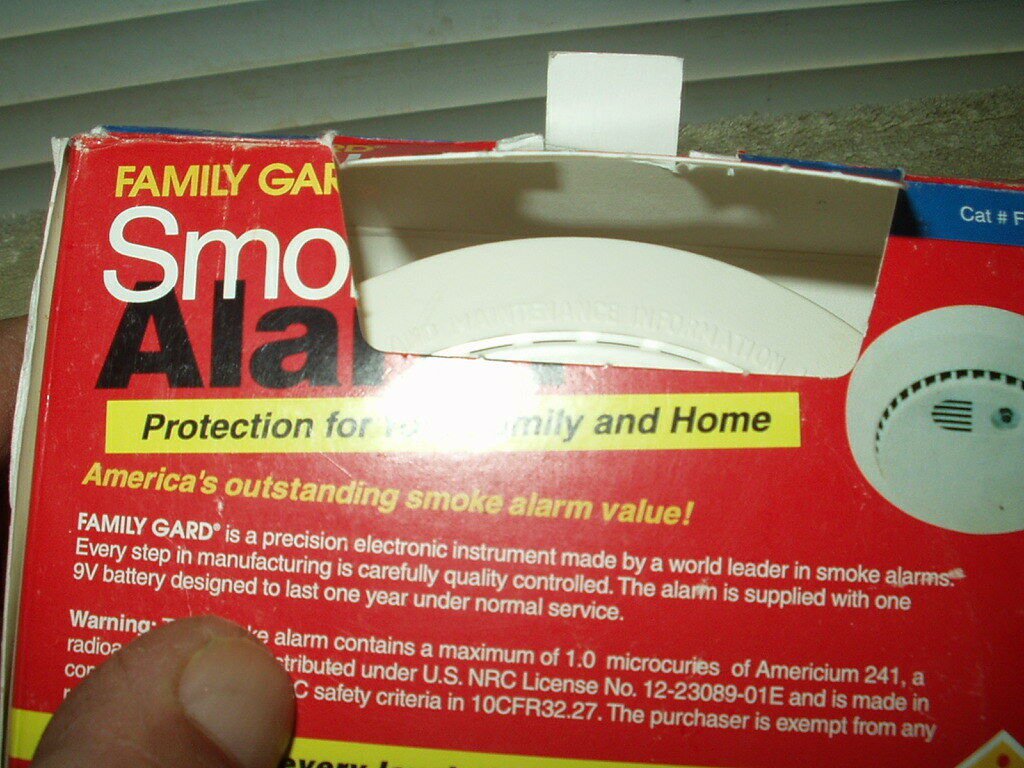 FAMILY GAR
Cat # F
Smo
Ala
MAINTENANCE INFORMATION
Protection for mily and Home
America's outstanding smoke alarm value!
FAMILY GARD® is a precision electronic instrument made by a world leader in smoke alarms.
Every step in manufacturing is carefully quality controlled. The alarm is supplied with one
9V battery designed to last one year under normal service.
Warning: ke alarm contains a maximum of 1.0 microcuries of Americium 241, a
radioa stributed under U.S. NRC License No. 12-23089-01E and is made in
con C safety criteria in 10CFR32.27. The purchaser is exempt from any
every